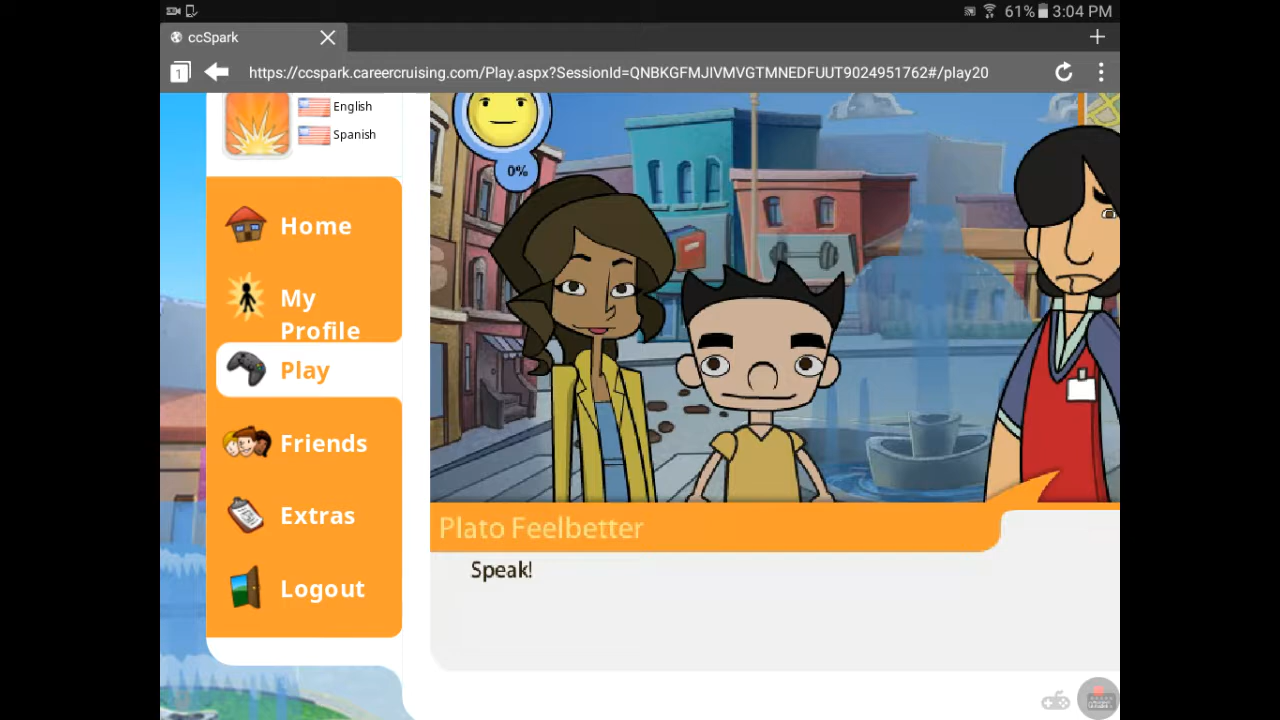 61% 3:04 PM
ccSpark
1 https://ccspark.careercruising.com/Play.aspx?SessionId=QNBKGFMJIVMVGTMNEDFUUT9024951762#/play20
English
Spanish
0%
Home
My
Profile
Play
Friends
Extras
Logout
Plato Feelbetter
Speak!